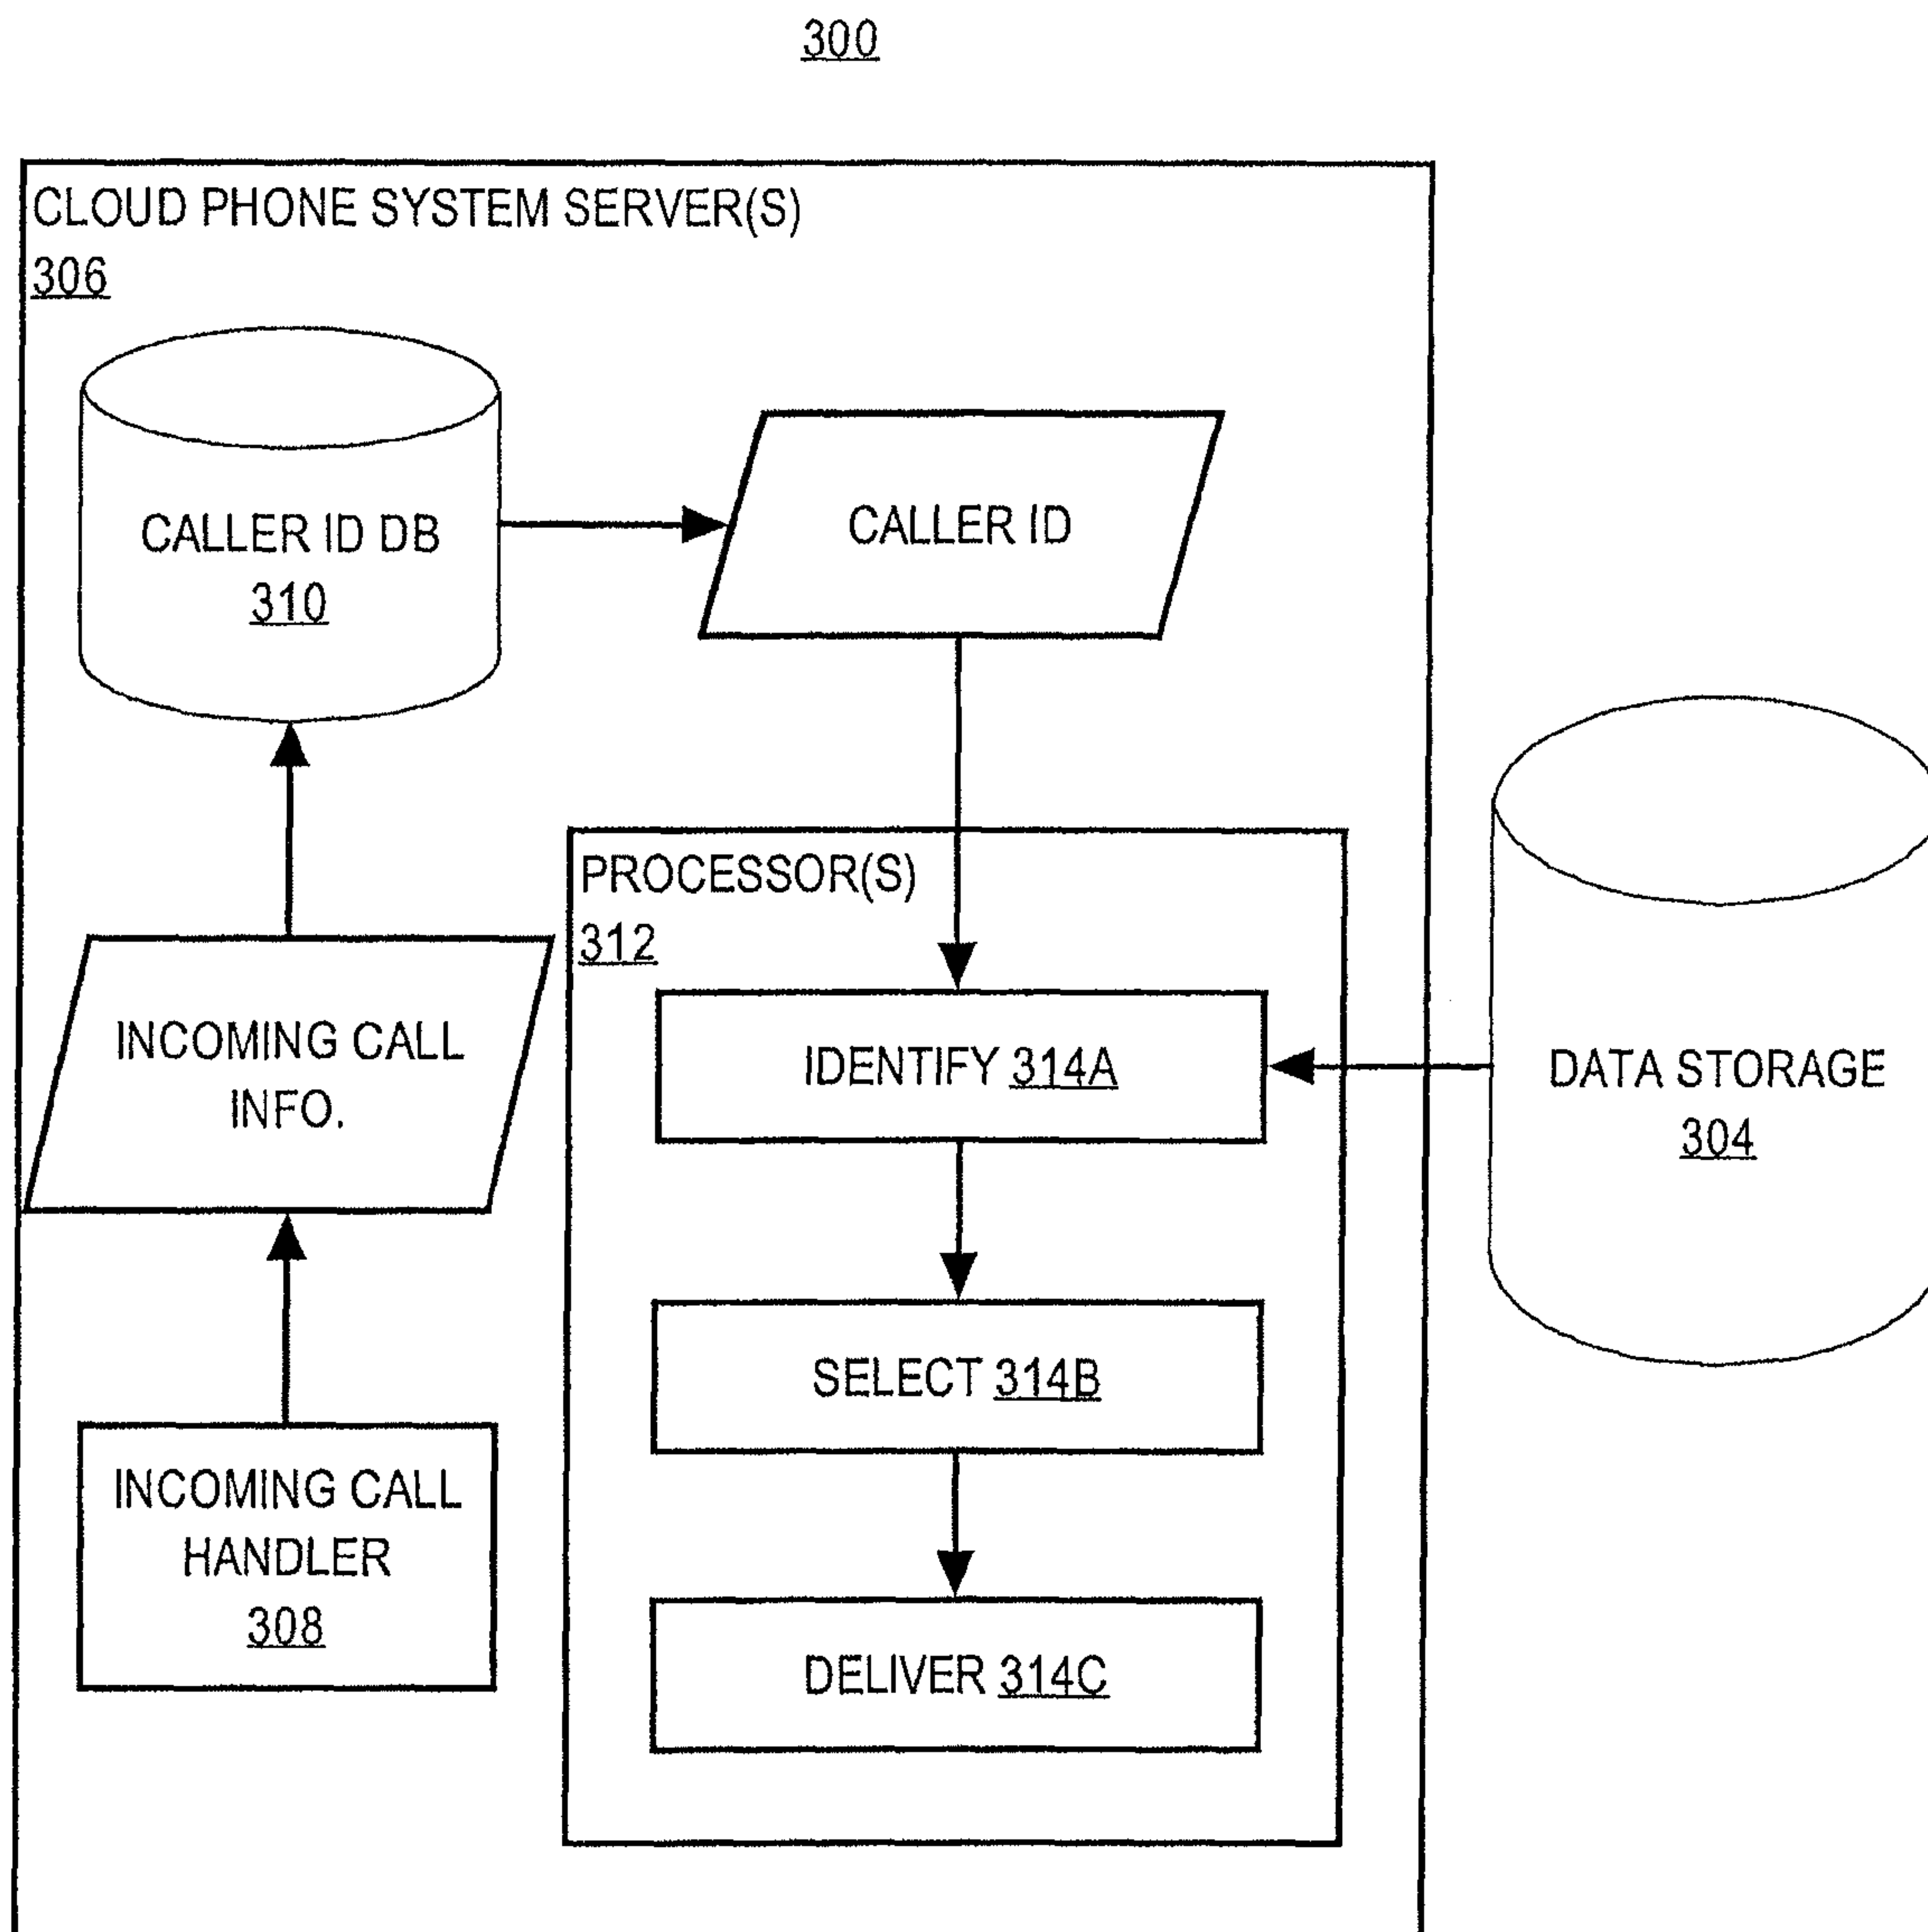 300
CLOUD PHONE SYSTEM SERVER(S)
306
CALLER ID DB
310
CALLER ID
PROCESSOR(S)
312
INCOMING CALL
INFO.
IDENTIFY 314A
DATA STORAGE
304
SELECT 314B
INCOMING CALL
HANDLER
308
DELIVER 314C